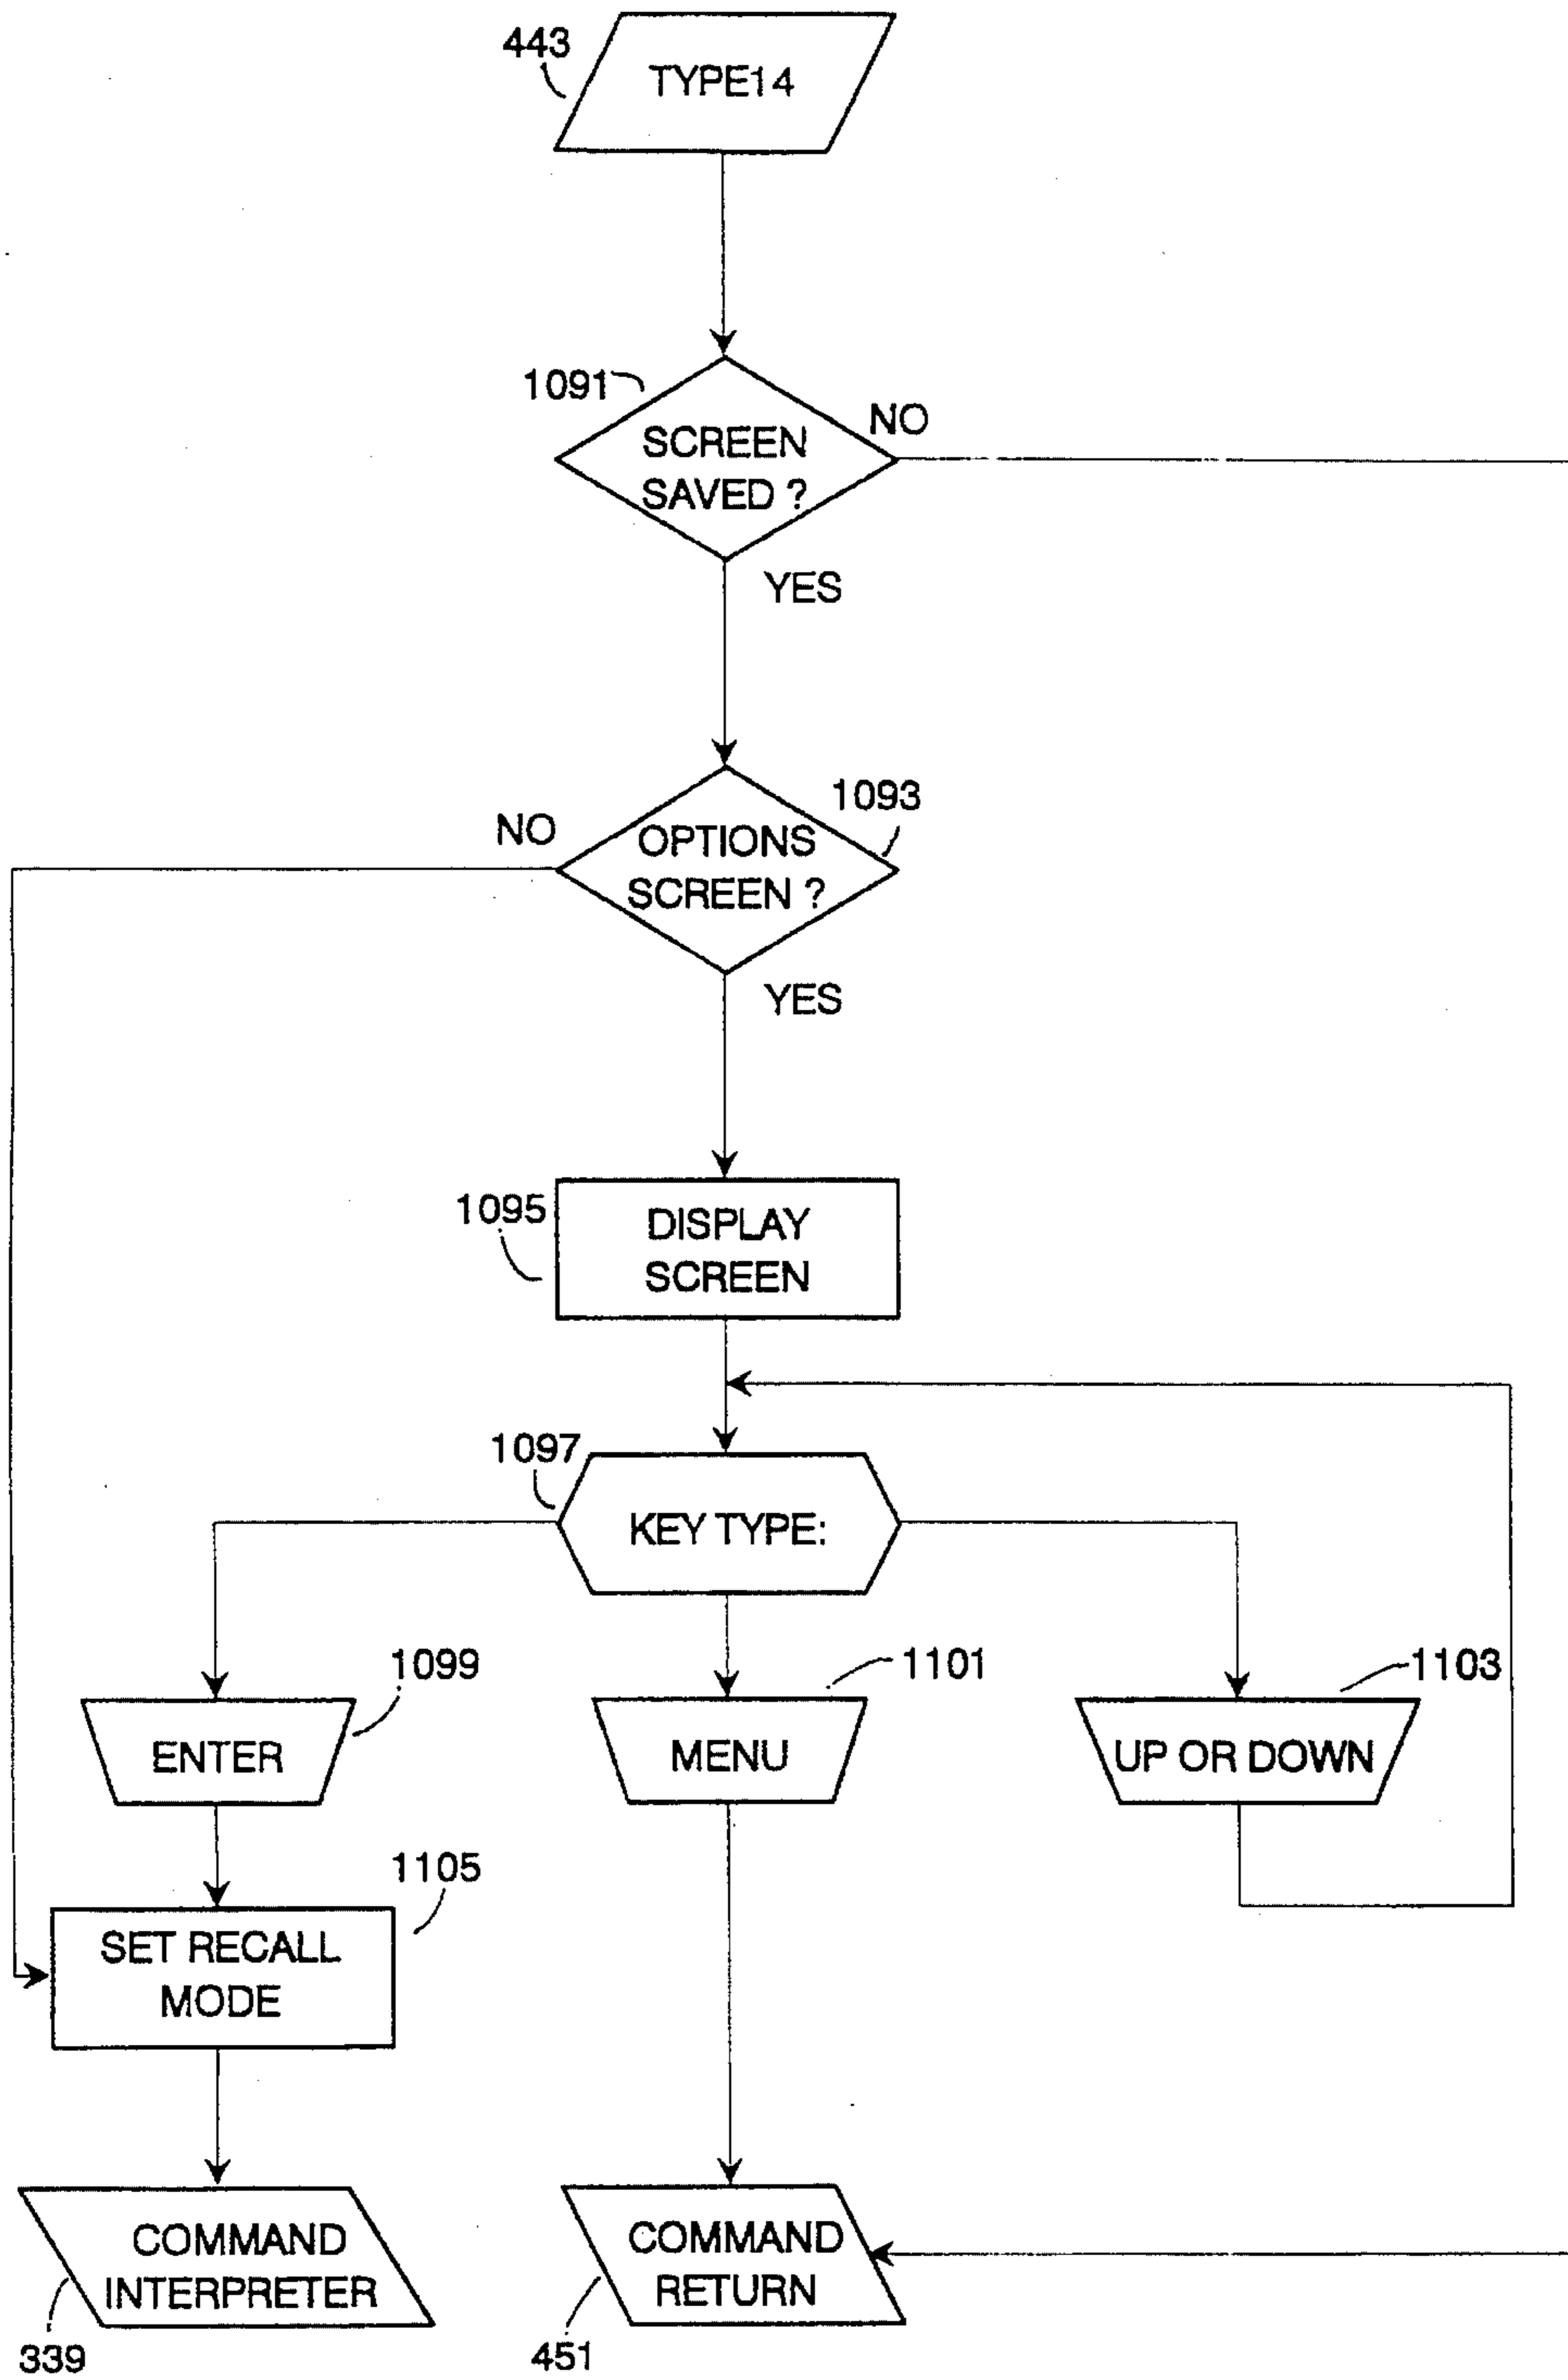 443
TYPE14
1091
NO
SCREEN
SAVED ?
YES
1093
NO
OPTIONS
SCREEN ?
YES
1095
DISPLAY
SCREEN
1097
KEY TYPE:
1099
1101
1103
ENTER
MENU
UP OR DOWN
1105
SET RECALL
MODE
COMMAND
INTERPRETER
COMMAND
RETURN
339
451